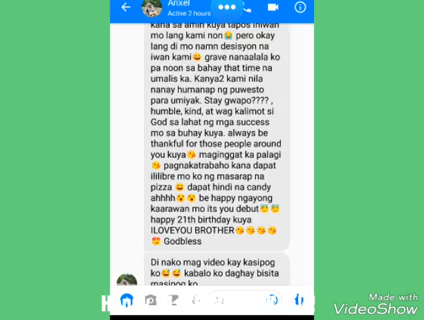 Arixel
Active 2 hours
kana sa amin kuya tapos iniwan
mo lang kami non😭 pero okay
lang di mo namn desisyon na
iwan kami😄 grave nanaalala ko
pa noon sa bahay that time na
umalis ka. Kanya2 kami nila
nanay humanap ng puwesto
para umiyak. Stay gwapo???? ,
humble, kind, at wag kalimot si
God sa lahat ng mga success
mo sa buhay kuya. always be
thankful for those people around
you kuya😘 maginggat ka palagi
😘 pagnakatrabaho kana dapat
ililibre mo ko ng masarap na
pizza 😄 dapat hindi na candy
ahhhh😲😲 be happy ngayong
kaarawan mo its you debut😇😇
happy 21th birthday kuya
ILOVEYOU BROTHER😘😘😘😘
😍 Godbless
Di nako mag video kay kasipog
ko😅😅 kabalo ko daghay bisita
masipog ko
Made with
VideoShow